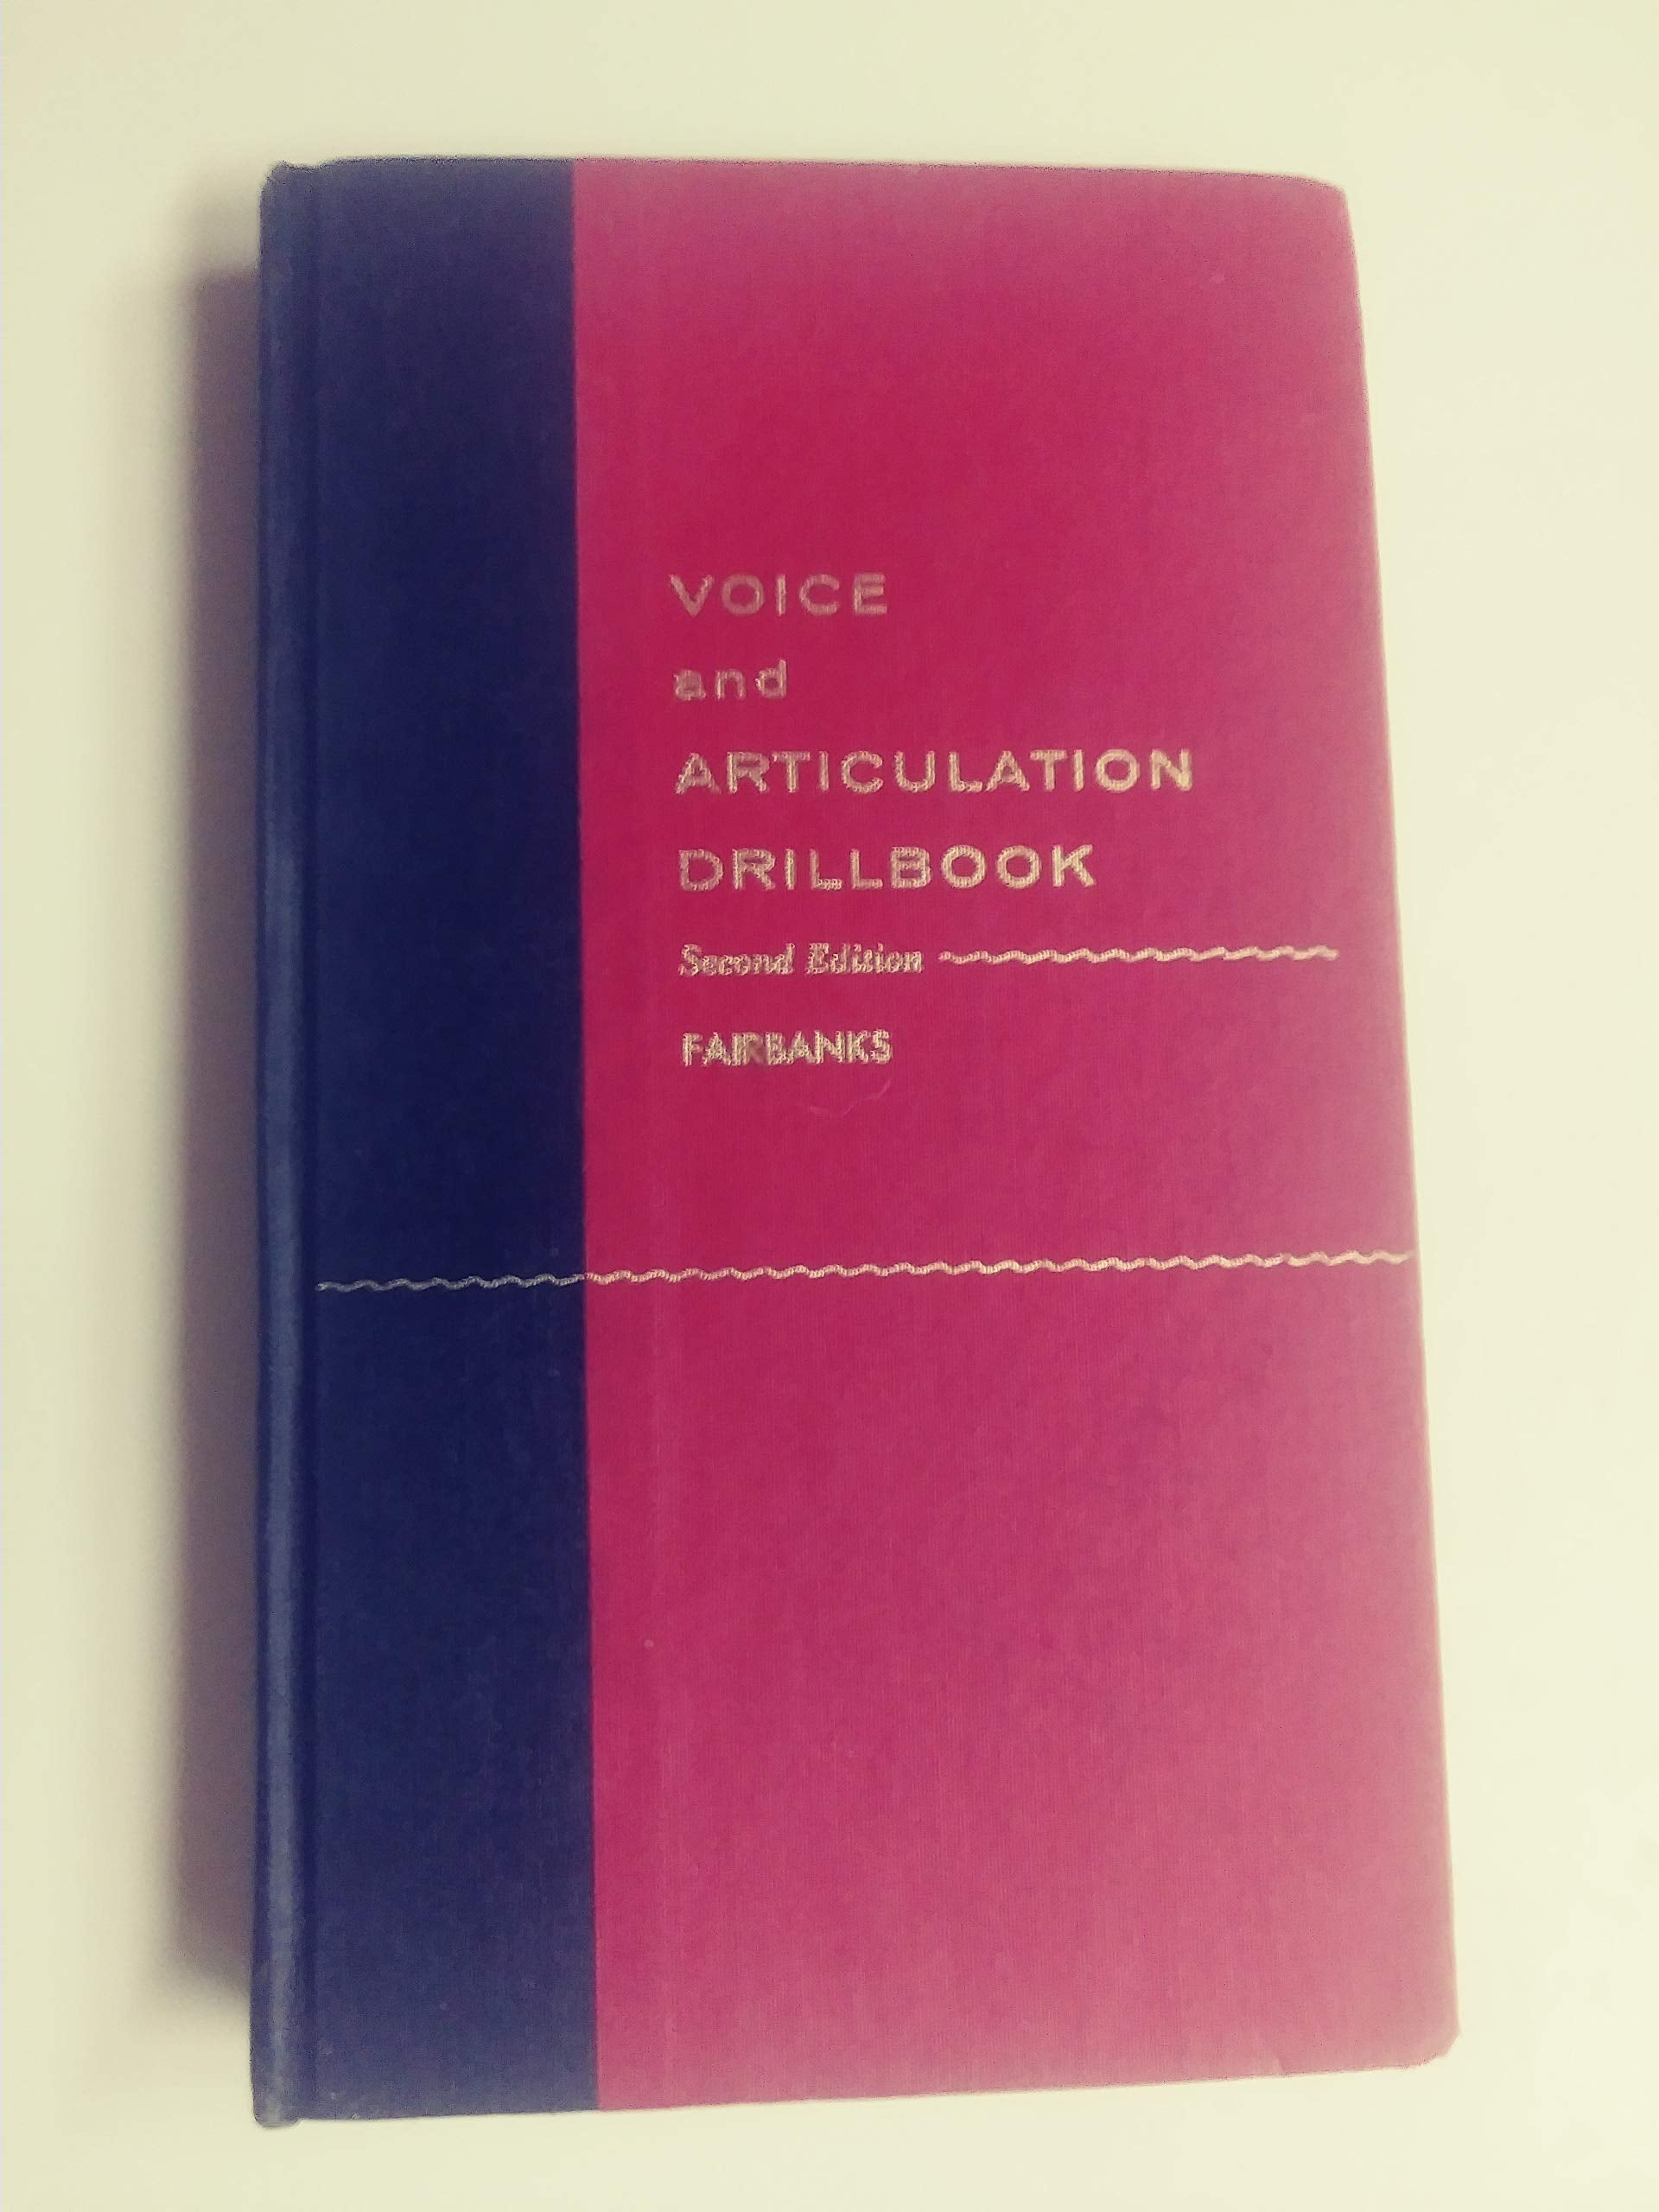 VOICE
and
ARTICULATION
DRILLBOOK
Second Edition
FAIRBANKS